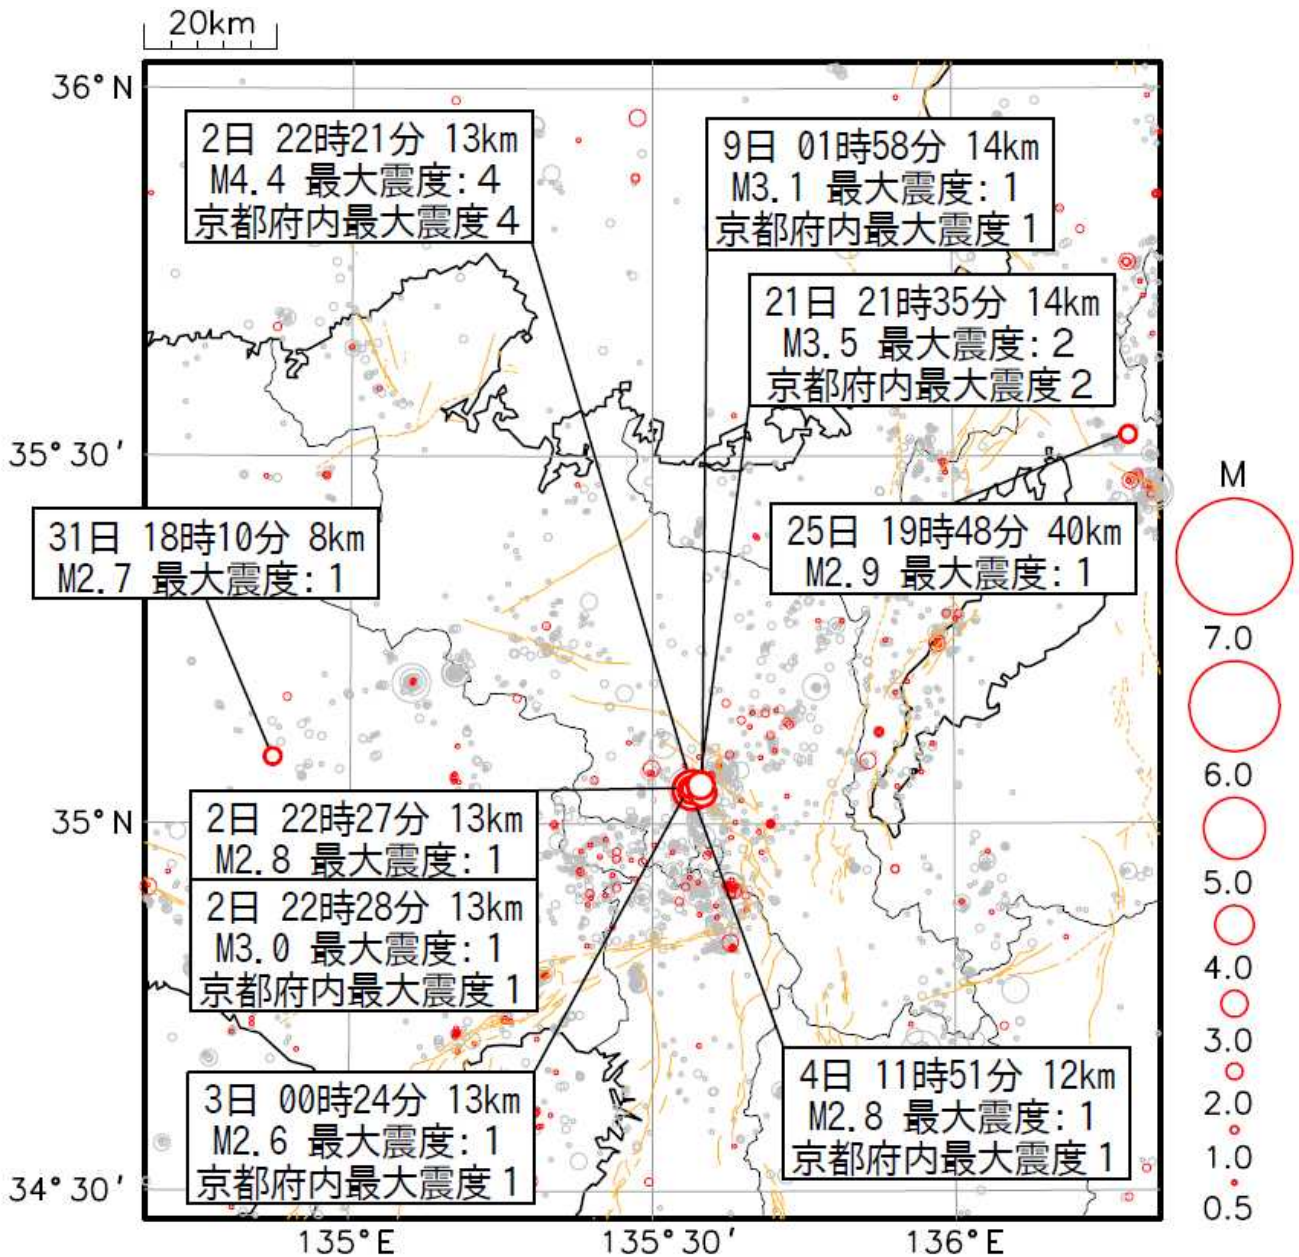 20km
36°N
2日 22時21分 13km
M4.4 最大震度:4
京都府内最大震度4
9日 01時58分 14km
M3.1 最大震度:1
京都府内最大震度1
21日 21時35分 14km
M3.5 最大震度:2
京都府内最大震度2
35°30′
31日 18時10分 8km
M2.7 最大震度:1
25日 19時48分 40km
M2.9 最大震度:1
35°N
2日 22時27分 13km
M2.8 最大震度:1
2日 22時28分 13km
M3.0 最大震度:1
京都府内最大震度1
3日 00時24分 13km
M2.6 最大震度:1
京都府内最大震度1
4日 11時51分 12km
M2.8 最大震度:1
京都府内最大震度1
34°30′
135°E
135°30′
136°E
M
7.0
6.0
5.0
4.0
3.0
2.0
1.0
0.5